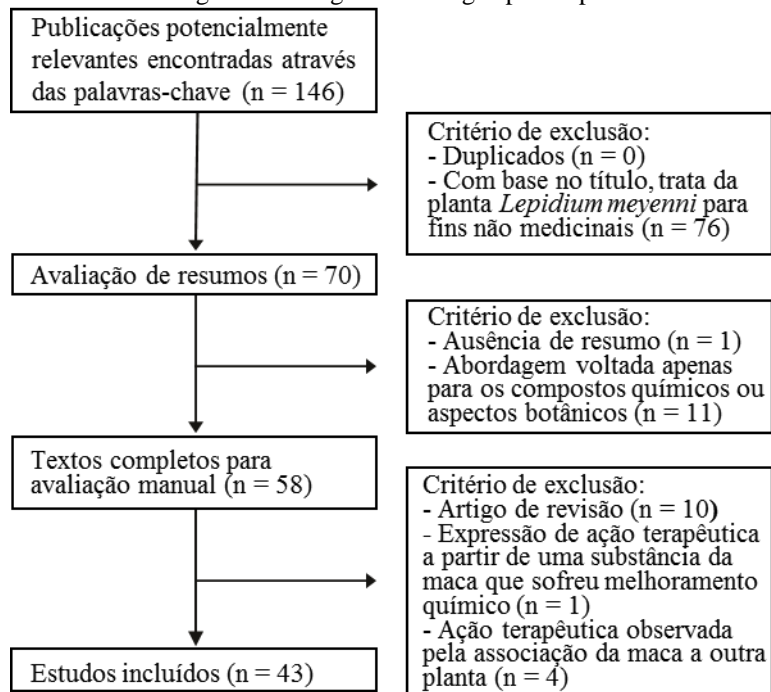 Publicações potencialmente
relevantes encontradas através
das palavras-chave (n = 146)
Critério de exclusão:
- Duplicados (n = 0)
- Com base no título, trata da
planta Lepidium meyenni para
fins não medicinais (n = 76)
Avaliação de resumos (n = 70)
Critério de exclusão:
- Ausência de resumo (n = 1)
- Abordagem voltada apenas
para os compostos químicos ou
aspectos botânicos (n = 11)
Textos completos para
avaliação manual (n = 58)
Critério de exclusão:
- Artigo de revisão (n = 10)
- Expressão de ação terapêutica
a partir de uma substância da
maca que sofreu melhoramento
químico (n = 1)
- Ação terapêutica observada
pela associação da maca a outra
planta (n = 4)
Estudos incluídos (n = 43)